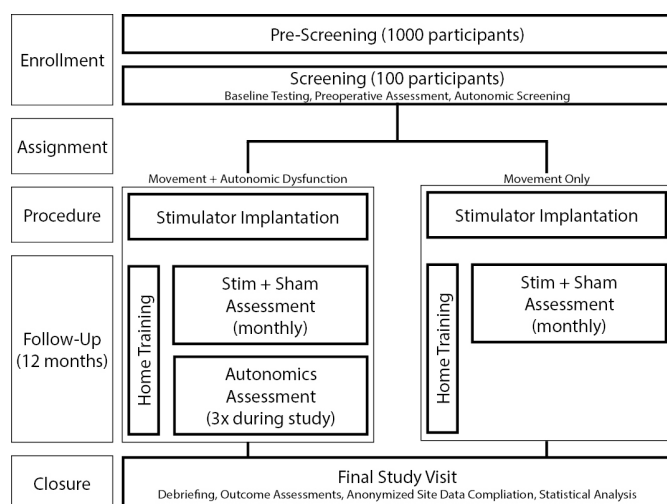 Enrollment
Pre-Screening (1000 participants)
Screening (100 participants)
Baseline Testing, Preoperative Assessment, Autonomic Screening
Assignment
Movement + Autonomic Dysfunction
Movement Only
Procedure
Stimulator Implantation
Stimulator Implantation
Follow-Up
(12 months)
Home Training
Stim + Sham
Assessment
(monthly)
Autonomics
Assessment
(3x during study)
Home Training
Stim + Sham
Assessment
(monthly)
Closure
Final Study Visit
Debriefing, Outcome Assessments, Anonymized Site Data Compliation, Statistical Analysis